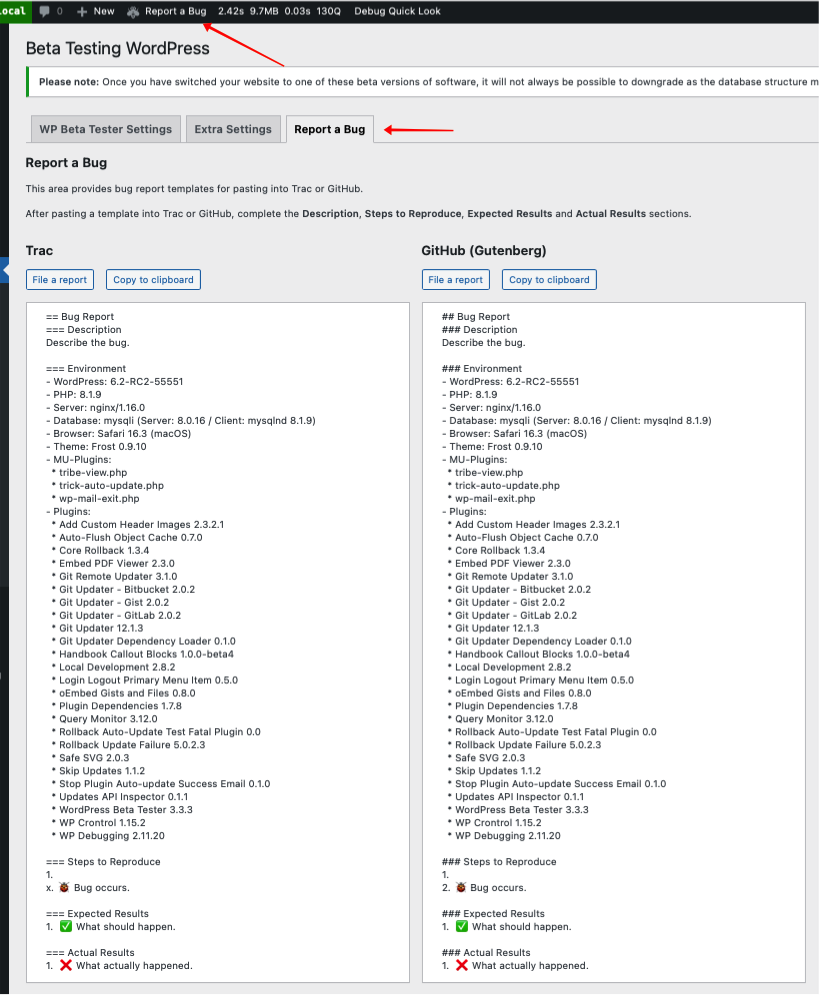 ocal 0 New Report a Bug 2.42s 9.7MB 0.03s 130Q Debug Quick Look
Beta Testing WordPress
Please note: Once you have switched your website to one of these beta versions of software, it will not always be possible to downgrade as the database structure m
WP Beta Tester Settings Extra Settings Report a Bug
Report a Bug
This area provides bug report templates for pasting into Trac or GitHub.
After pasting a template into Trac or GitHub, complete the Description, Steps to Reproduce, Expected Results and Actual Results sections.
Trac
File a report Copy to clipboard
== Bug Report
=== Description
Describe the bug.
=== Environment
- WordPress: 6.2-RC2-55551
- PHP: 8.1.9
- Server: nginx/1.16.0
- Database: mysqli (Server: 8.0.16 / Client: mysqlnd 8.1.9)
- Browser: Safari 16.3 (macOS)
- Theme: Frost 0.9.10
- MU-Plugins:
* tribe-view.php
* trick-auto-update.php
* wp-mail-exit.php
- Plugins:
* Add Custom Header Images 2.3.2.1
* Auto-Flush Object Cache 0.7.0
* Core Rollback 1.3.4
* Embed PDF Viewer 2.3.0
* Git Remote Updater 3.1.0
* Git Updater - Bitbucket 2.0.2
* Git Updater - Gist 2.0.2
* Git Updater - GitLab 2.0.2
* Git Updater 12.1.3
* Git Updater Dependency Loader 0.1.0
* Handbook Callout Blocks 1.0.0-beta4
* Local Development 2.8.2
* Login Logout Primary Menu Item 0.5.0
* oEmbed Gists and Files 0.8.0
* Plugin Dependencies 1.7.8
* Query Monitor 3.12.0
* Rollback Auto-Update Test Fatal Plugin 0.0
* Rollback Update Failure 5.0.2.3
* Safe SVG 2.0.3
* Skip Updates 1.1.2
* Stop Plugin Auto-update Success Email 0.1.0
* Updates API Inspector 0.1.1
* WordPress Beta Tester 3.3.3
* WP Crontrol 1.15.2
* WP Debugging 2.11.20
=== Steps to Reproduce
1.
x. 🐞 Bug occurs.
=== Expected Results
1. ✅ What should happen.
=== Actual Results
1. ❌ What actually happened.
GitHub (Gutenberg)
File a report Copy to clipboard
## Bug Report
### Description
Describe the bug.
### Environment
- WordPress: 6.2-RC2-55551
- PHP: 8.1.9
- Server: nginx/1.16.0
- Database: mysqli (Server: 8.0.16 / Client: mysqlnd 8.1.9)
- Browser: Safari 16.3 (macOS)
- Theme: Frost 0.9.10
- MU-Plugins:
* tribe-view.php
* trick-auto-update.php
* wp-mail-exit.php
- Plugins:
* Add Custom Header Images 2.3.2.1
* Auto-Flush Object Cache 0.7.0
* Core Rollback 1.3.4
* Embed PDF Viewer 2.3.0
* Git Remote Updater 3.1.0
* Git Updater - Bitbucket 2.0.2
* Git Updater - Gist 2.0.2
* Git Updater - GitLab 2.0.2
* Git Updater 12.1.3
* Git Updater Dependency Loader 0.1.0
* Handbook Callout Blocks 1.0.0-beta4
* Local Development 2.8.2
* Login Logout Primary Menu Item 0.5.0
* oEmbed Gists and Files 0.8.0
* Plugin Dependencies 1.7.8
* Query Monitor 3.12.0
* Rollback Auto-Update Test Fatal Plugin 0.0
* Rollback Update Failure 5.0.2.3
* Safe SVG 2.0.3
* Skip Updates 1.1.2
* Stop Plugin Auto-update Success Email 0.1.0
* Updates API Inspector 0.1.1
* WordPress Beta Tester 3.3.3
* WP Crontrol 1.15.2
* WP Debugging 2.11.20
### Steps to Reproduce
1.
2. 🐞 Bug occurs.
### Expected Results
1. ✅ What should happen.
### Actual Results
1. ❌ What actually happened.